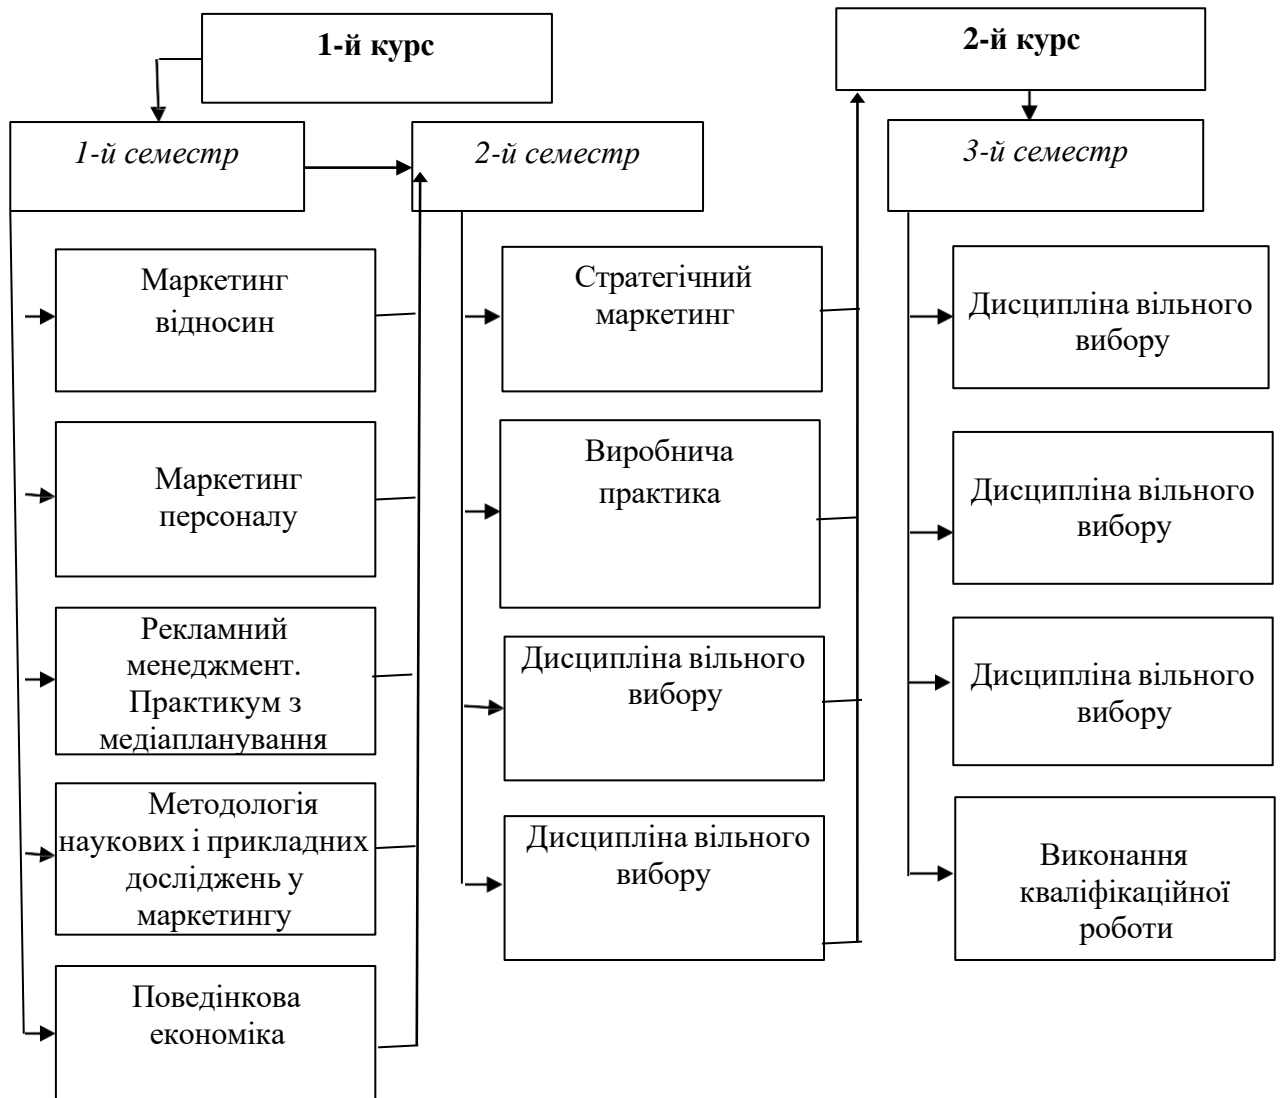 1-й курс
2-й курс
1-й семестр
2-й семестр
3-й семестр
Маркетинг
відносин
Маркетинг
персоналу
Рекламний
менеджмент.
Практикум з
медіапланування
Методологія
наукових і прикладних
досліджень у
маркетингу
Поведінкова
економіка
Стратегічний
маркетинг
Виробнича
практика
Дисципліна вільного
вибору
Дисципліна вільного
вибору
Дисципліна вільного
вибору
Дисципліна вільного
вибору
Дисципліна вільного
вибору
Виконання
кваліфікаційної
роботи